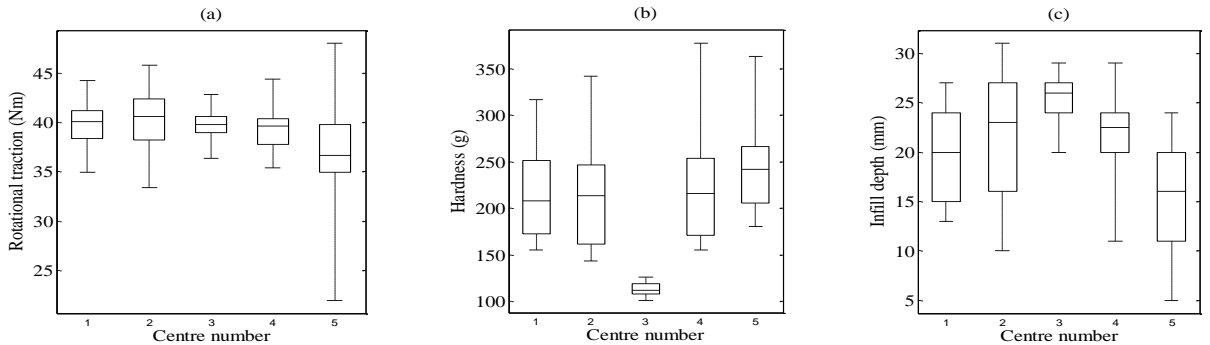 (a)
Rotational traction (Nm)
45
40
35
30
25
1 2 3 4 5
Centre number
(b)
Hardness (g)
350
300
250
200
150
100
1 2 3 4 5
Centre number
(c)
Infill depth (mm)
30
25
20
15
10
5
1 2 3 4 5
Centre number